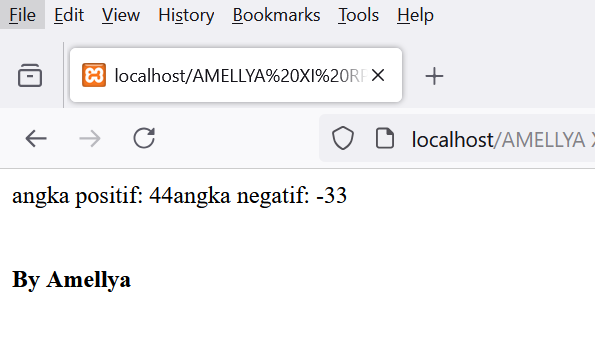 File Edit View History Bookmarks Tools Help
localhost/AMELLYA%20XI%20RP
localhost/AMELLYA X
angka positif: 44angka negatif: -33
By Amellya